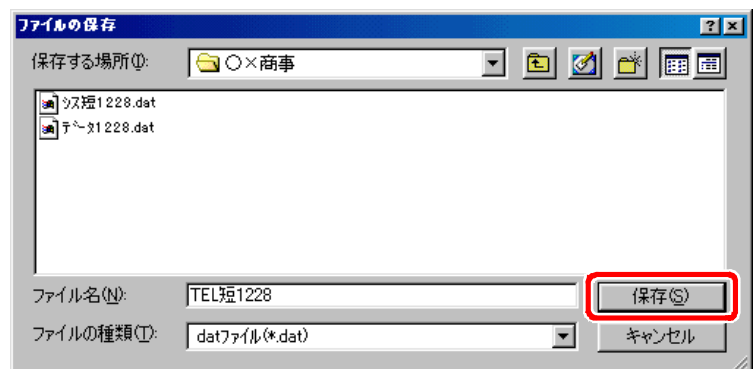 ファイルの保存
保存する場所(I):
○×商事
ｼｽ短1228.dat
ﾃﾞｰﾀ1228.dat
ファイル名(N):
TEL短1228
保存(S)
ファイルの種類(T):
datファイル(*.dat)
キャンセル